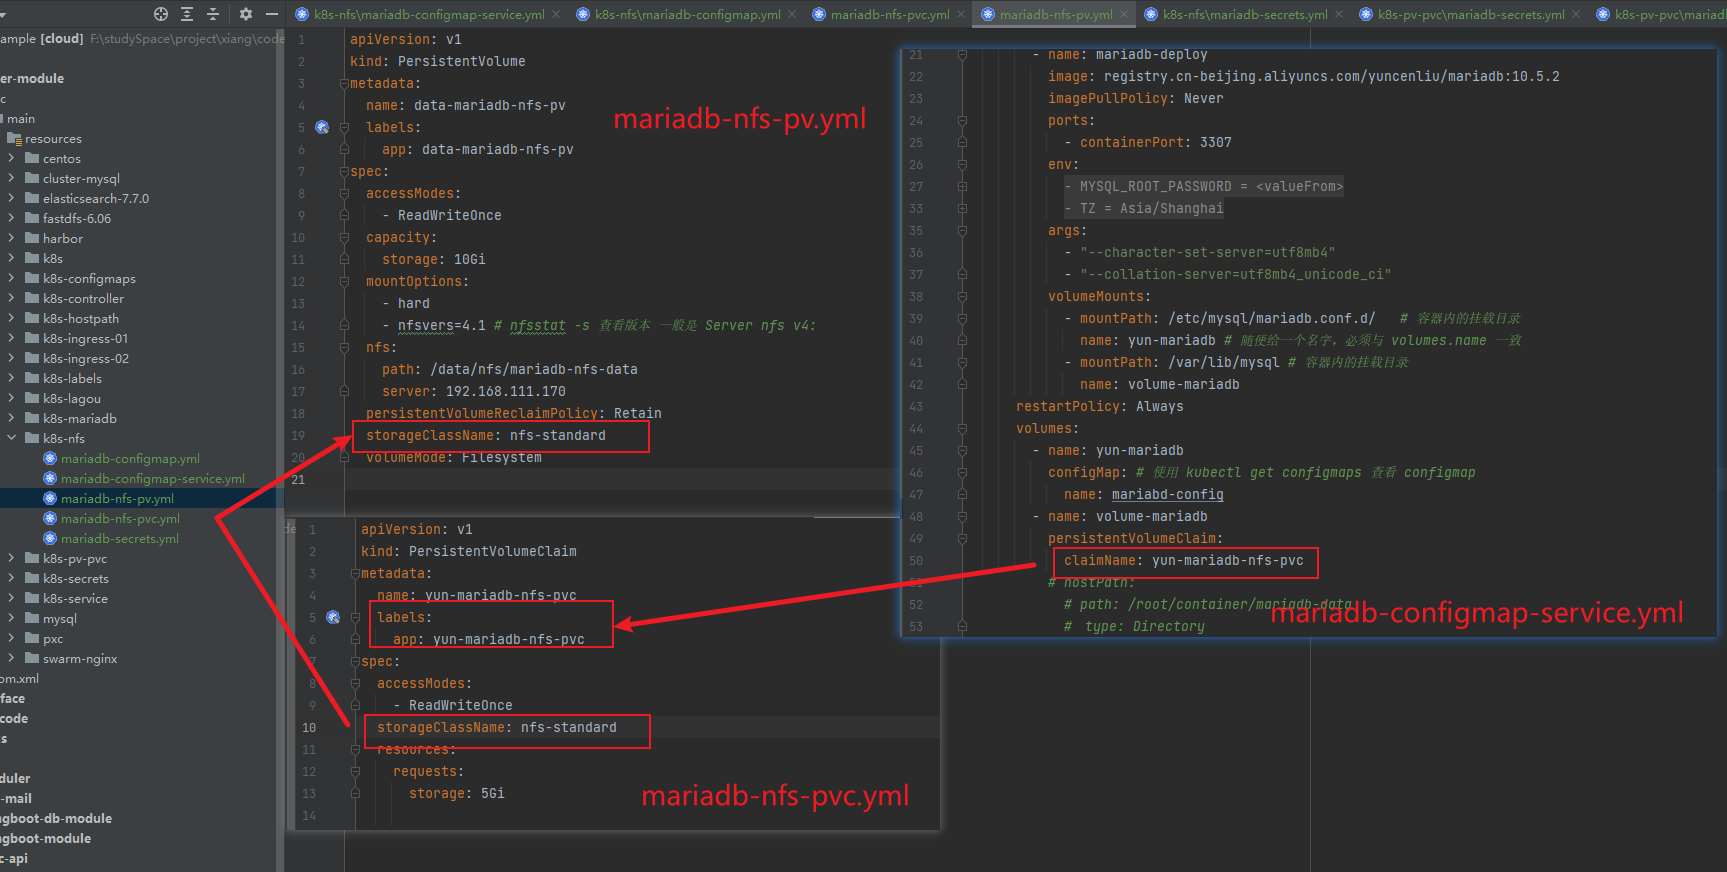 k8s-nfs\mariadb-configmap-service.yml
k8s-nfs\mariadb-configmap.yml
mariadb-nfs-pvc.yml
mariadb-nfs-pv.yml
k8s-nfs\mariadb-secrets.yml
k8s-pv-pvc\mariadb-secrets.yml
k8s-pv-pvc\mariad
ample [cloud] F:\studySpace\project\xiang\code
er-module
c
main
resources
centos
cluster-mysql
elasticsearch-7.7.0
fastdfs-6.06
harbor
k8s
k8s-configmaps
k8s-controller
k8s-hostpath
k8s-ingress-01
k8s-ingress-02
k8s-labels
k8s-lagou
k8s-mariadb
k8s-nfs
mariadb-configmap.yml
mariadb-configmap-service.yml
mariadb-nfs-pv.yml
mariadb-nfs-pvc.yml
mariadb-secrets.yml
k8s-pv-pvc
k8s-secrets
k8s-service
mysql
pxc
swarm-nginx
om.xml
face
code
s
duler
-mail
ngboot-db-module
ngboot-module
c-api
1 apiVersion: v1
2 kind: PersistentVolume
3 metadata:
4 name: data-mariadb-nfs-pv
5 labels:
6 app: data-mariadb-nfs-pv
7 spec:
8 accessModes:
9 - ReadWriteOnce
10 capacity:
11 storage: 10Gi
12 mountOptions:
13 - hard
14 - nfsvers=4.1 # nfsstat -s 查看版本 一般是 Server nfs v4:
15 nfs:
16 path: /data/nfs/mariadb-nfs-data
17 server: 192.168.111.170
18 persistentVolumeReclaimPolicy: Retain
19 storageClassName: nfs-standard
20 volumeMode: Filesystem
21
mariadb-nfs-pv.yml
de
1 apiVersion: v1
2 kind: PersistentVolumeClaim
3 metadata:
4 name: yun-mariadb-nfs-pvc
5 labels:
6 app: yun-mariadb-nfs-pvc
7 spec:
8 accessModes:
9 - ReadWriteOnce
10 storageClassName: nfs-standard
11 resources:
12 requests:
13 storage: 5Gi
14
mariadb-nfs-pvc.yml
21 - name: mariadb-deploy
22 image: registry.cn-beijing.aliyuncs.com/yuncenliu/mariadb:10.5.2
23 imagePullPolicy: Never
24 ports:
25 - containerPort: 3307
26 env:
27 - MYSQL_ROOT_PASSWORD = <valueFrom>
33 - TZ = Asia/Shanghai
35 args:
36 - "--character-set-server=utf8mb4"
37 - "--collation-server=utf8mb4_unicode_ci"
38 volumeMounts:
39 - mountPath: /etc/mysql/mariadb.conf.d/ # 容器内的挂载目录
40 name: yun-mariadb # 随便给一个名字，必须与 volumes.name 一致
41 - mountPath: /var/lib/mysql # 容器内的挂载目录
42 name: volume-mariadb
43 restartPolicy: Always
44 volumes:
45 - name: yun-mariadb
46 configMap: # 使用 kubectl get configmaps 查看 configmap
47 name: mariabd-config
48 - name: volume-mariadb
49 persistentVolumeClaim:
50 claimName: yun-mariadb-nfs-pvc
51 # hostPath:
52 # path: /root/container/mariadb-data
53 # type: Directory
mariadb-configmap-service.yml